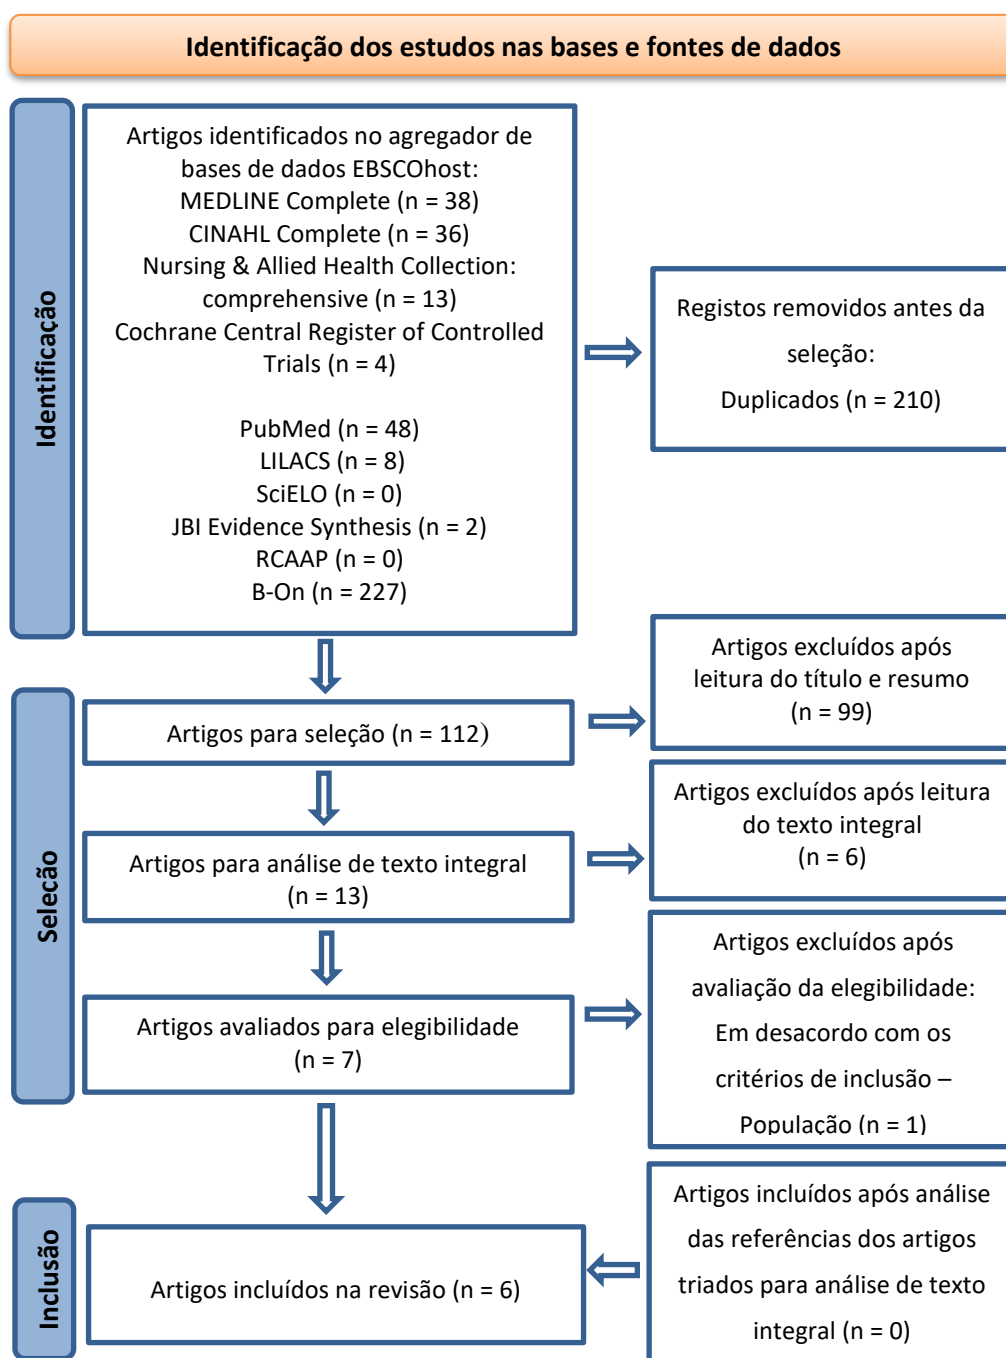 Identificação dos estudos nas bases e fontes de dados
Identificação
Artigos identificados no agregador de
bases de dados EBSCOhost:
MEDLINE Complete (n = 38)
CINAHL Complete (n = 36)
Nursing & Allied Health Collection:
comprehensive (n = 13)
Cochrane Central Register of Controlled
Trials (n = 4)
PubMed (n = 48)
LILACS (n = 8)
SciELO (n = 0)
JBI Evidence Synthesis (n = 2)
RCAAP (n = 0)
B-On (n = 227)
Registos removidos antes da
seleção:
Duplicados (n = 210)
Seleção
Artigos para seleção (n = 112)
Artigos excluídos após
leitura do título e resumo
(n = 99)
Artigos para análise de texto integral
(n = 13)
Artigos excluídos após leitura
do texto integral
(n = 6)
Artigos avaliados para elegibilidade
(n = 7)
Artigos excluídos após
avaliação da elegibilidade:
Em desacordo com os
critérios de inclusão –
População (n = 1)
Inclusão
Artigos incluídos na revisão (n = 6)
Artigos incluídos após análise
das referências dos artigos
triados para análise de texto
integral (n = 0)